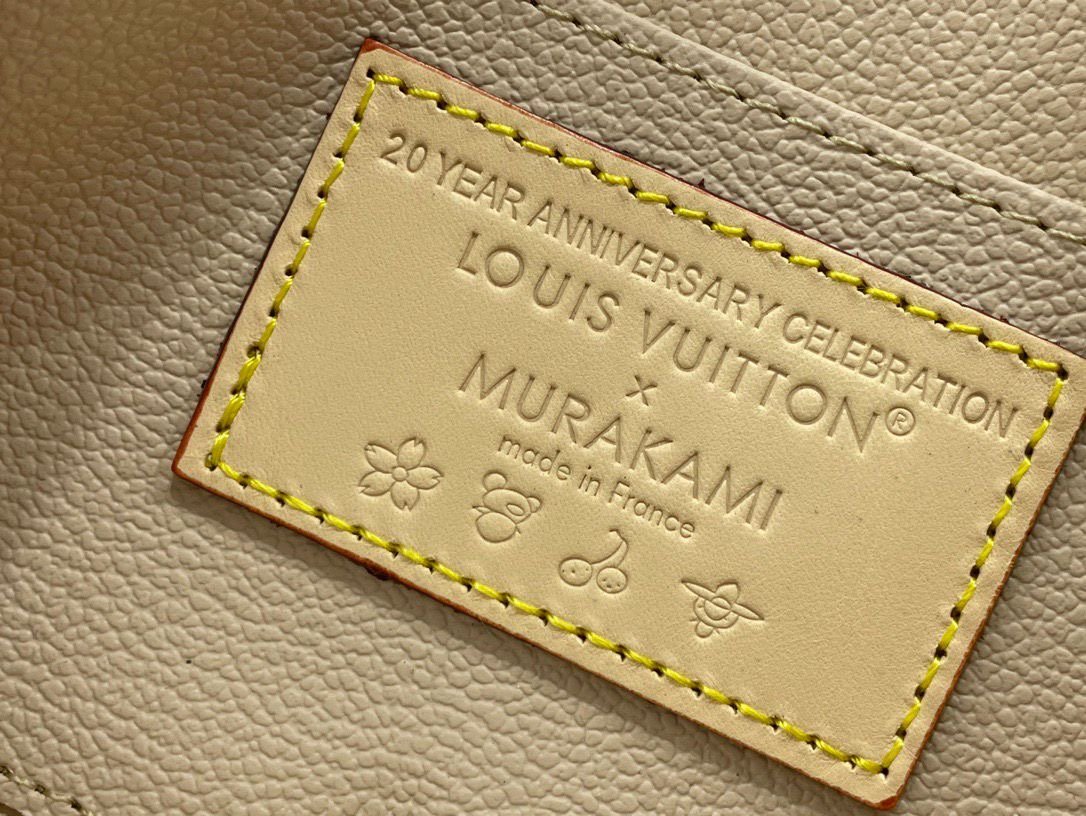 20 YEAR ANNIVERSARY CELEBRATION
LOUIS VUITTON®
x
MURAKAMI
made in France